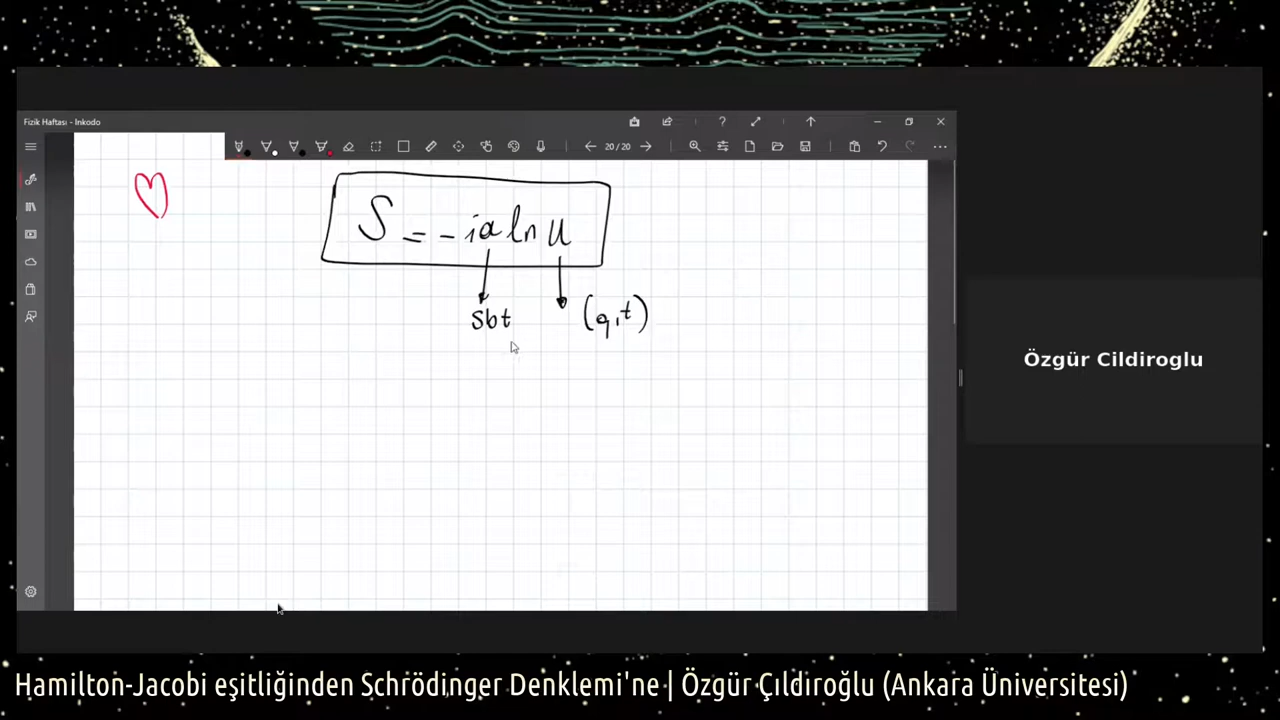 Fizik Haftası - Inkodo
20 / 20
S = - iα ln u
sbt
(q,t)
Özgür Cildiroglu
Hamilton-Jacobi eşitliğinden Schrödinger Denklemi'ne | Özgür Çıldıroğlu (Ankara Üniversitesi)